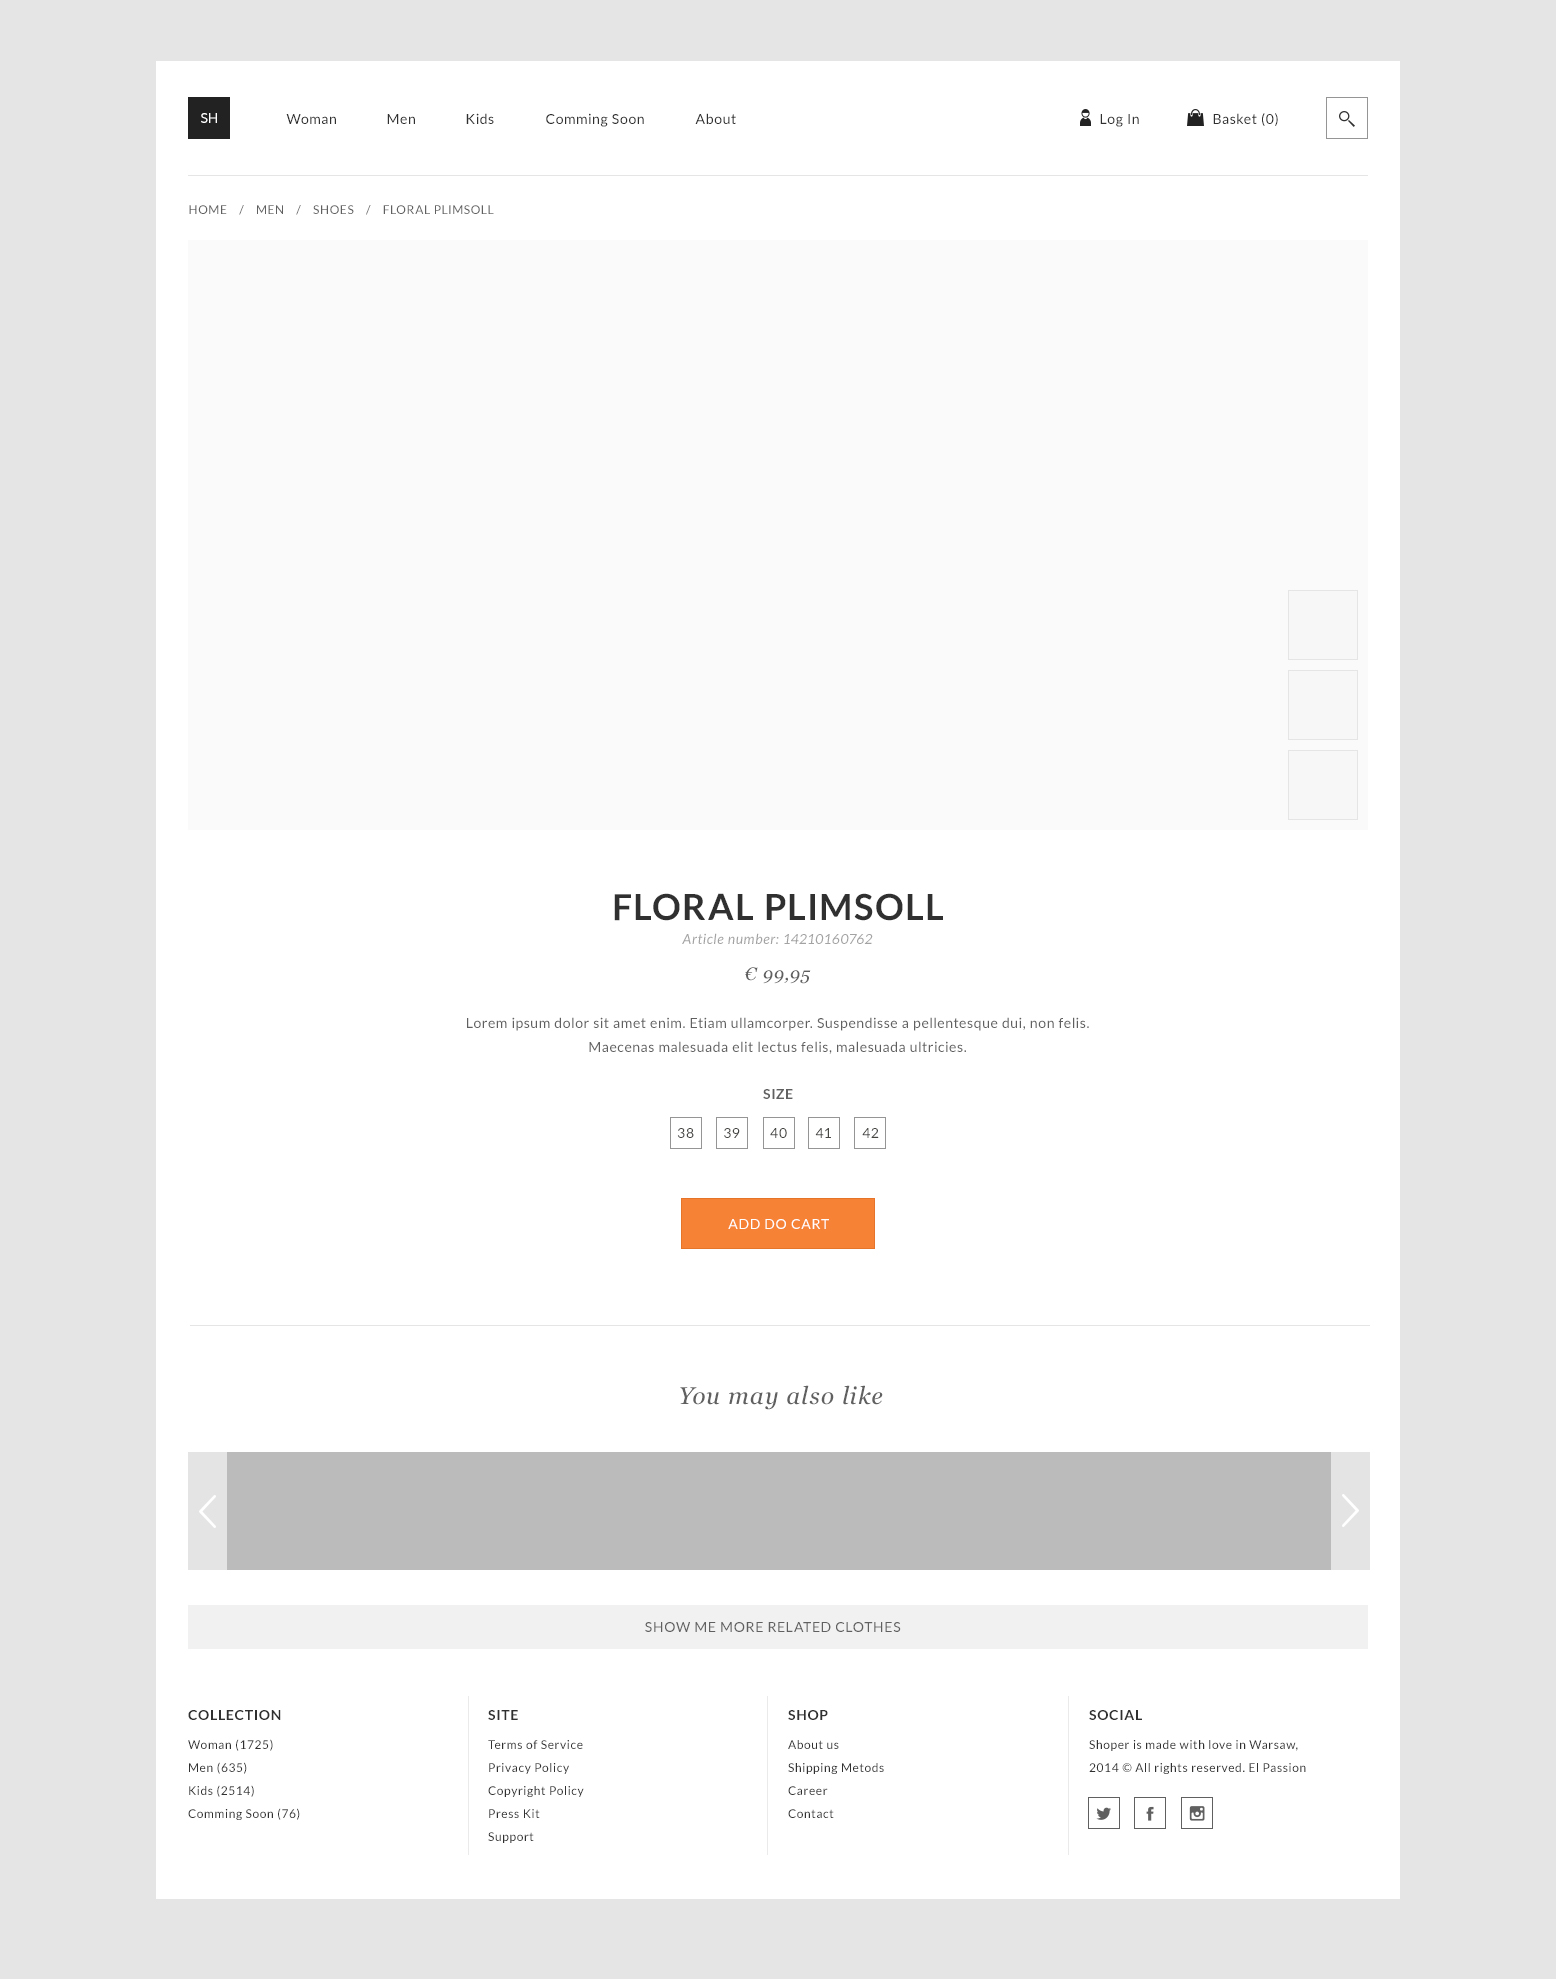 SH
Woman Men Kids Comming Soon About Log In Basket (0)
HOME / MEN / SHOES / FLORAL PLIMSOLL
FLORAL PLIMSOLL
Article number: 14210160762
€ 99,95
Lorem ipsum dolor sit amet enim. Etiam ullamcorper. Suspendisse a pellentesque dui, non felis.
Maecenas malesuada elit lectus felis, malesuada ultricies.
SIZE
38 39 40 41 42
ADD DO CART
You may also like
SHOW ME MORE RELATED CLOTHES
COLLECTION
Woman (1725)
Men (635)
Kids (2514)
Comming Soon (76)
SITE
Terms of Service
Privacy Policy
Copyright Policy
Press Kit
Support
SHOP
About us
Shipping Metods
Career
Contact
SOCIAL
Shoper is made with love in Warsaw,
2014 © All rights reserved. El Passion